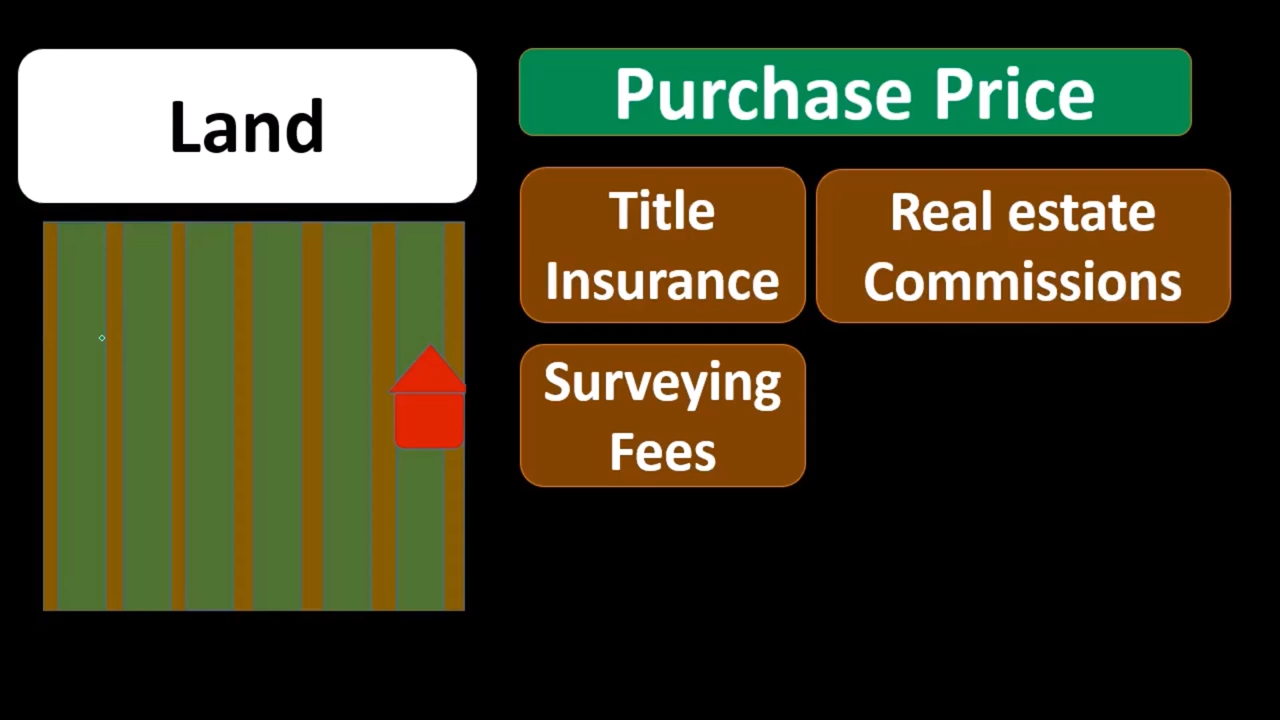 Land
Purchase Price
Title
Insurance
Real estate
Commissions
Surveying
Fees